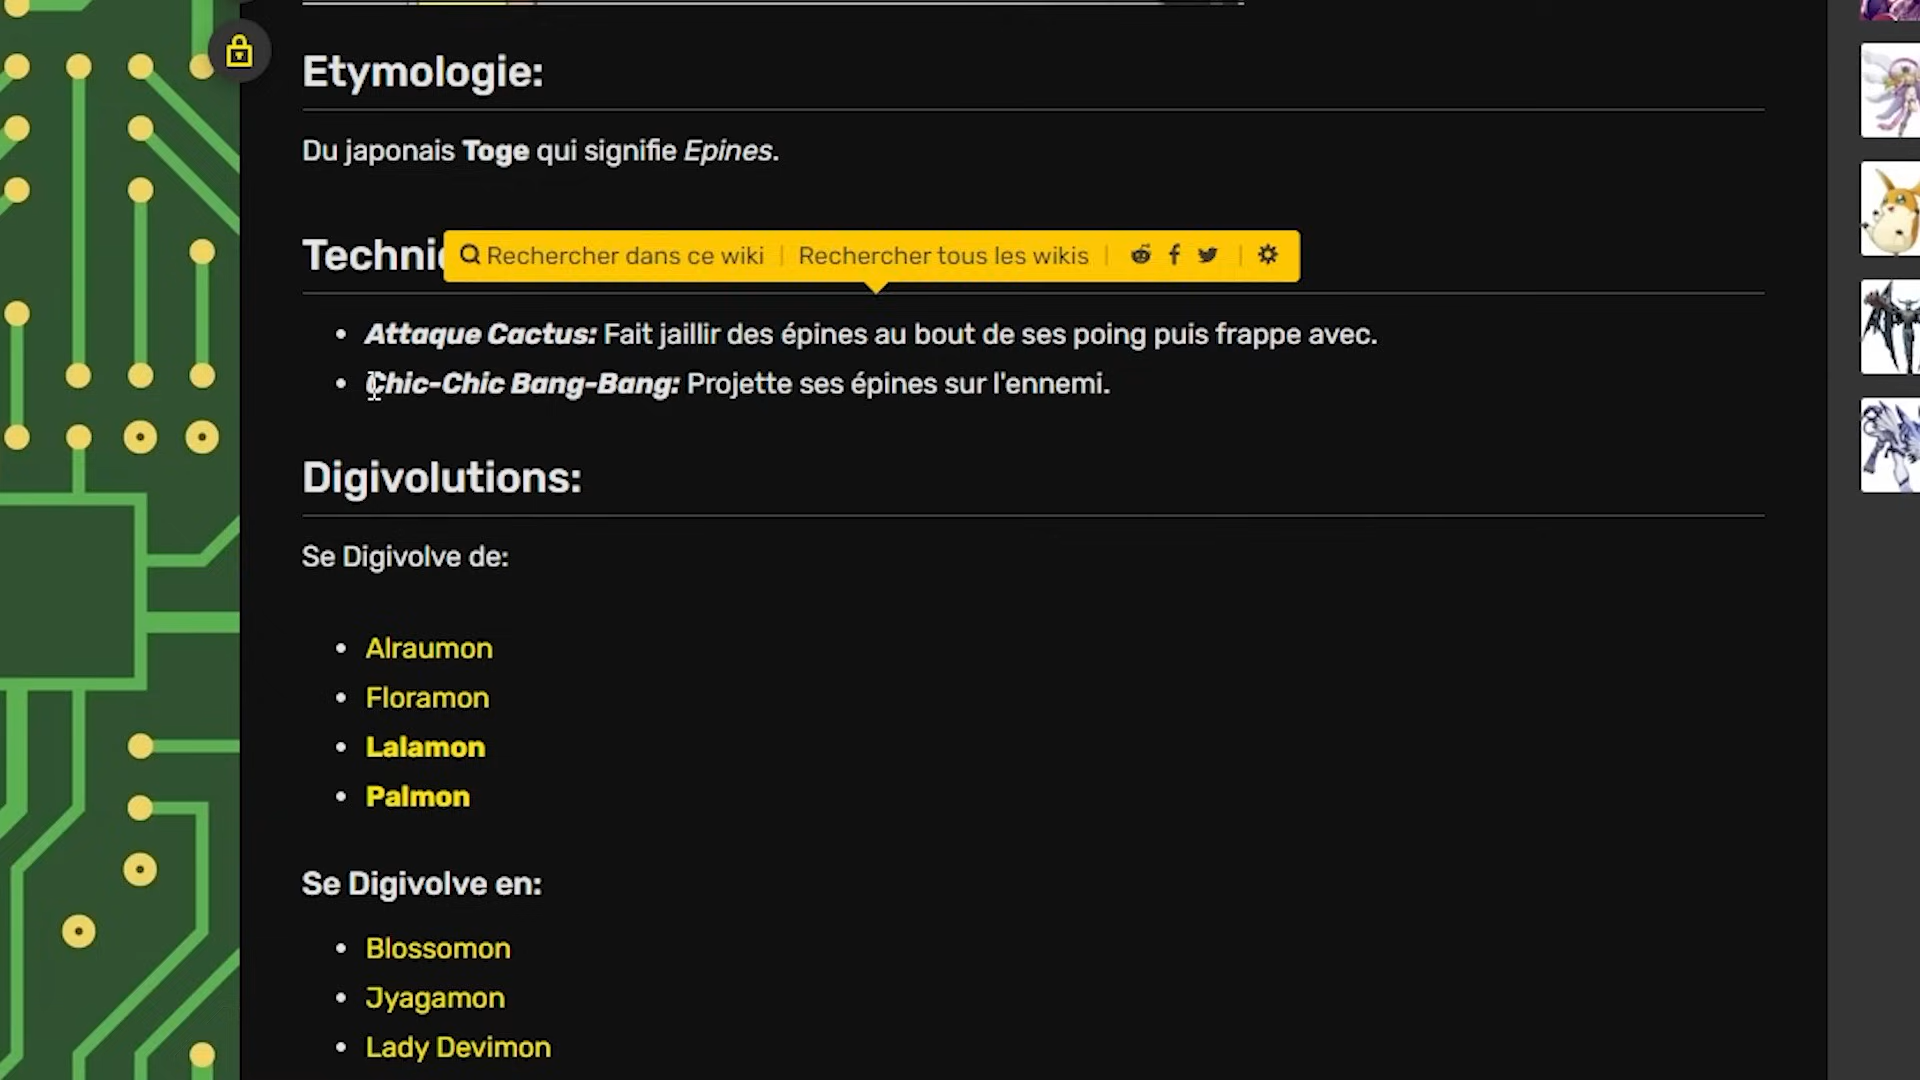 Etymologie:
Du japonais Toge qui signifie Epines.
Techni
Rechercher dans ce wiki | Rechercher tous les wikis
Attaque Cactus: Fait jaillir des épines au bout de ses poing puis frappe avec.
Chic-Chic Bang-Bang: Projette ses épines sur l'ennemi.
Digivolutions:
Se Digivolve de:
Alraumon
Floramon
Lalamon
Palmon
Se Digivolve en:
Blossomon
Jyagamon
Lady Devimon